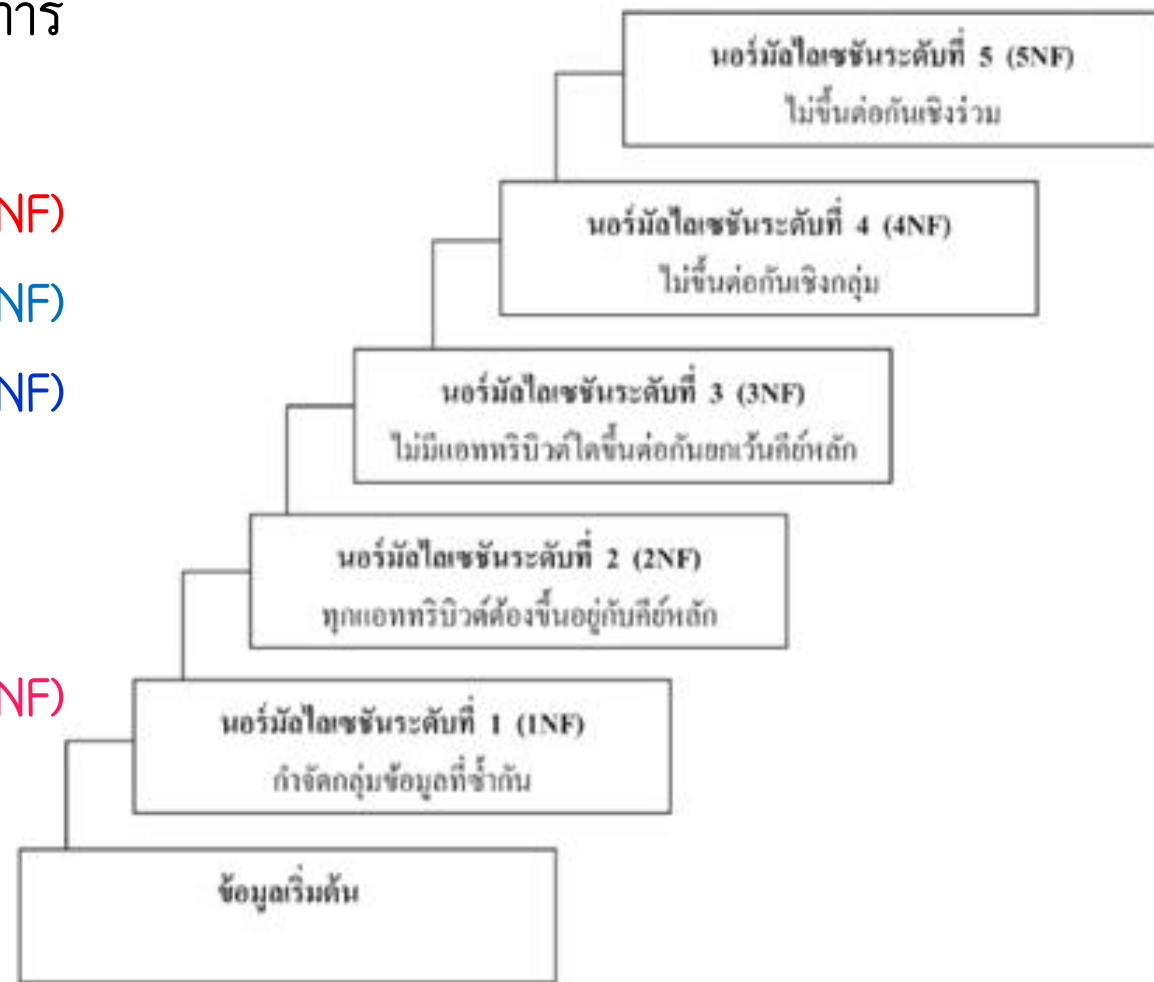 การ
NF)
NF)
NF)
NF)
นอร์มัลไลเซชันระดับที่ 5 (5NF)
ไม่ขึ้นต่อกันเชิงร่วม
นอร์มัลไลเซชันระดับที่ 4 (4NF)
ไม่ขึ้นต่อกันเชิงกลุ่ม
นอร์มัลไลเซชันระดับที่ 3 (3NF)
ไม่มีแอททริบิวต์ใดขึ้นต่อกันยกเว้นคีย์หลัก
นอร์มัลไลเซชันระดับที่ 2 (2NF)
ทุกแอททริบิวต์ต้องขึ้นอยู่กับคีย์หลัก
นอร์มัลไลเซชันระดับที่ 1 (1NF)
กำจัดกลุ่มข้อมูลที่ซ้ำกัน
ข้อมูลเริ่มต้น